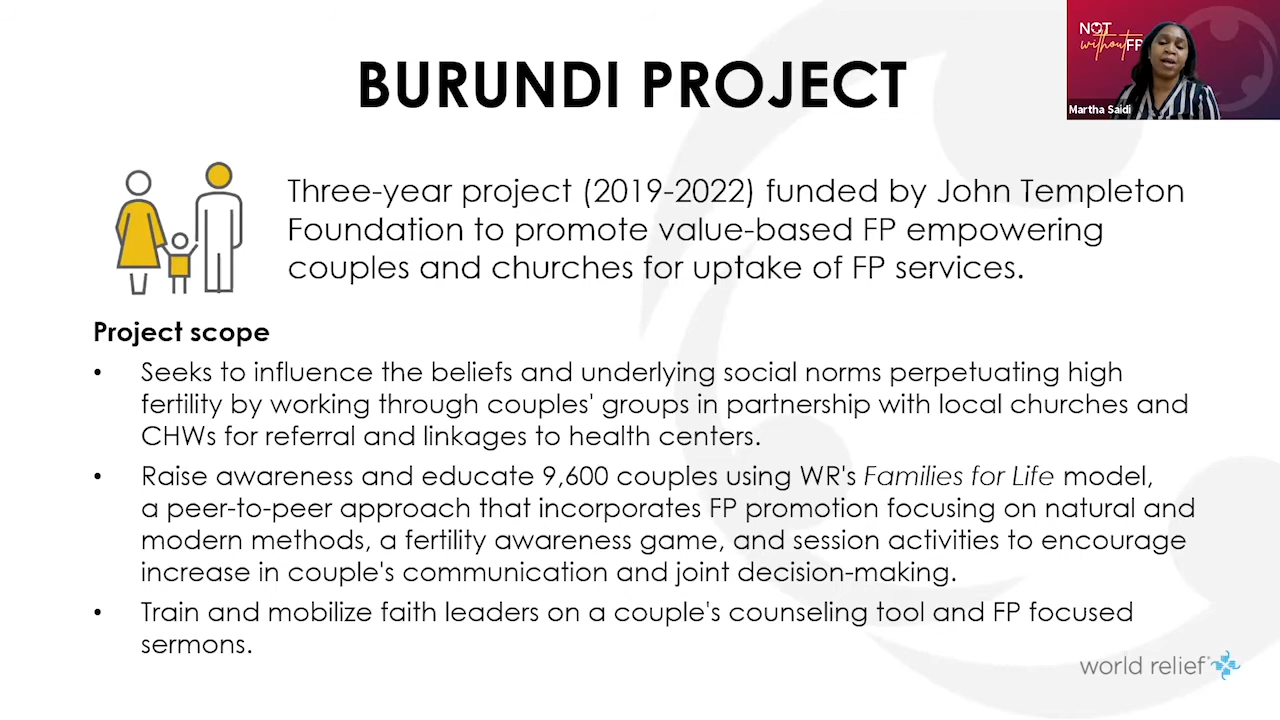 NOT
without FP
Martha Saidi
BURUNDI PROJECT
Three-year project (2019-2022) funded by John Templeton
Foundation to promote value-based FP empowering
couples and churches for uptake of FP services.
Project scope
• Seeks to influence the beliefs and underlying social norms perpetuating high
fertility by working through couples' groups in partnership with local churches and
CHWs for referral and linkages to health centers.
• Raise awareness and educate 9,600 couples using WR's Families for Life model,
a peer-to-peer approach that incorporates FP promotion focusing on natural and
modern methods, a fertility awareness game, and session activities to encourage
increase in couple's communication and joint decision-making.
• Train and mobilize faith leaders on a couple's counseling tool and FP focused
sermons.
world relief